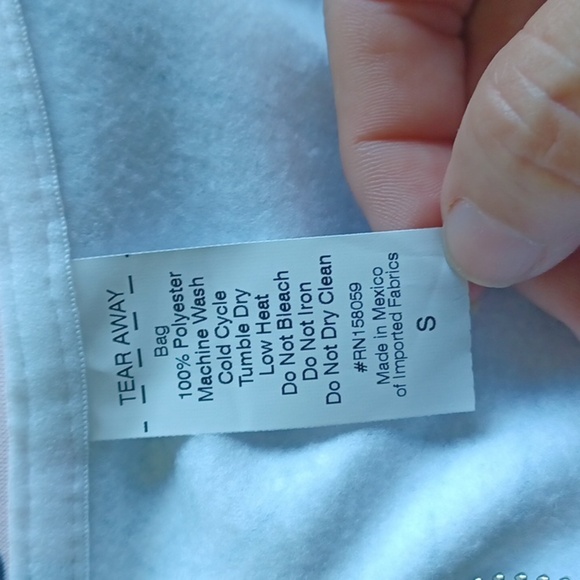 TEAR AWAY
Bag
100% Polyester
Machine Wash
Cold Cycle
Tumble Dry
Low Heat
Do Not Bleach
Do Not Iron
Do Not Dry Clean
#RN158059
Made in Mexico
of Imported Fabrics
S